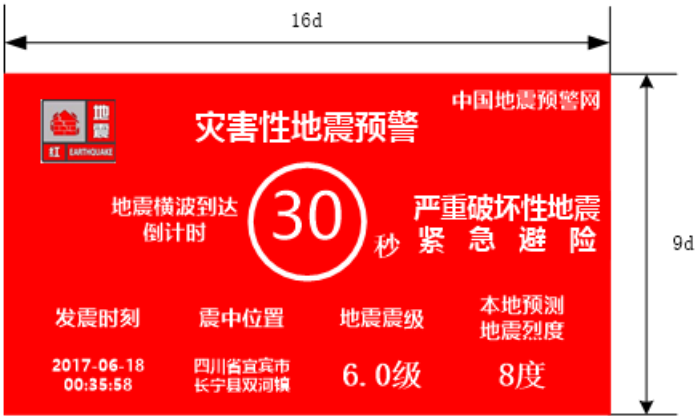 16d
中国地震预警网
地震
红 EARTHQUAKE
灾害性地震预警
地震横波到达
倒计时
30
秒
严重破坏性地震
紧急避险
9d
发震时刻
震中位置
地震震级
本地预测
地震烈度
2017-06-18
00:35:58
四川省宜宾市
长宁县双河镇
6.0级
8度